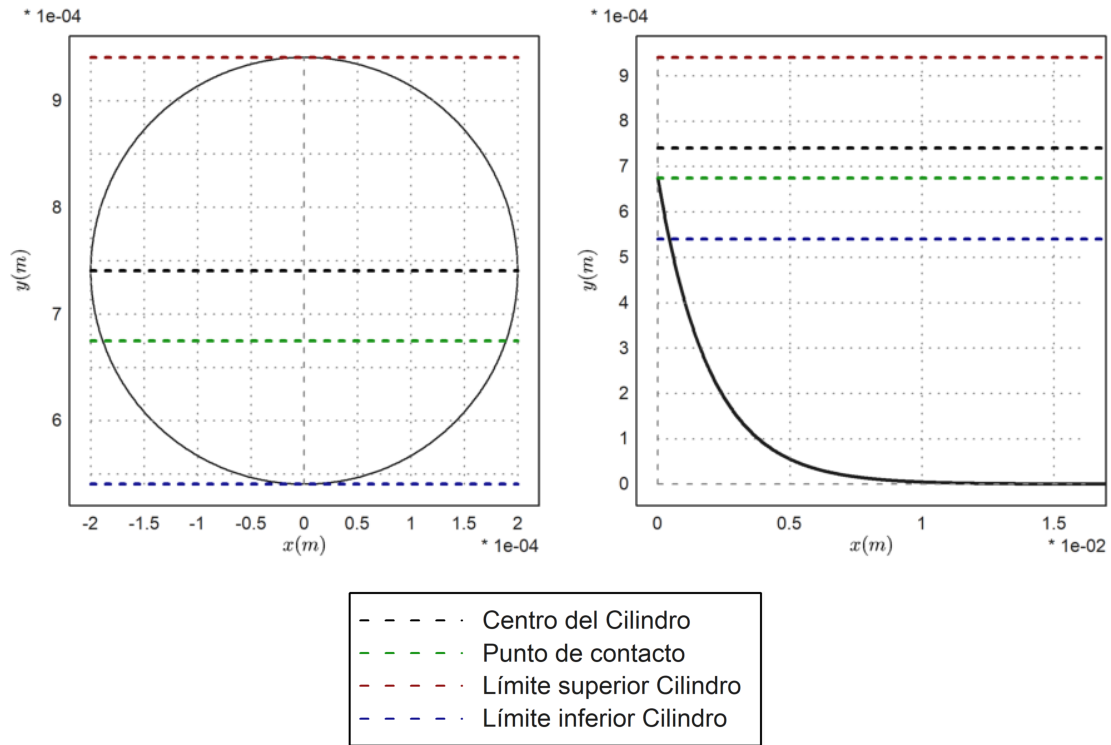 * 1e-04
9
8
7
6
y(m)
-2 -1.5 -1 -0.5 0 0.5 1 1.5 2
x(m)
* 1e-04
* 1e-04
9
8
7
6
5
4
3
2
1
0
y(m)
0 0.5 1 1.5
x(m)
* 1e-02
Centro del Cilindro
Punto de contacto
Límite superior Cilindro
Límite inferior Cilindro